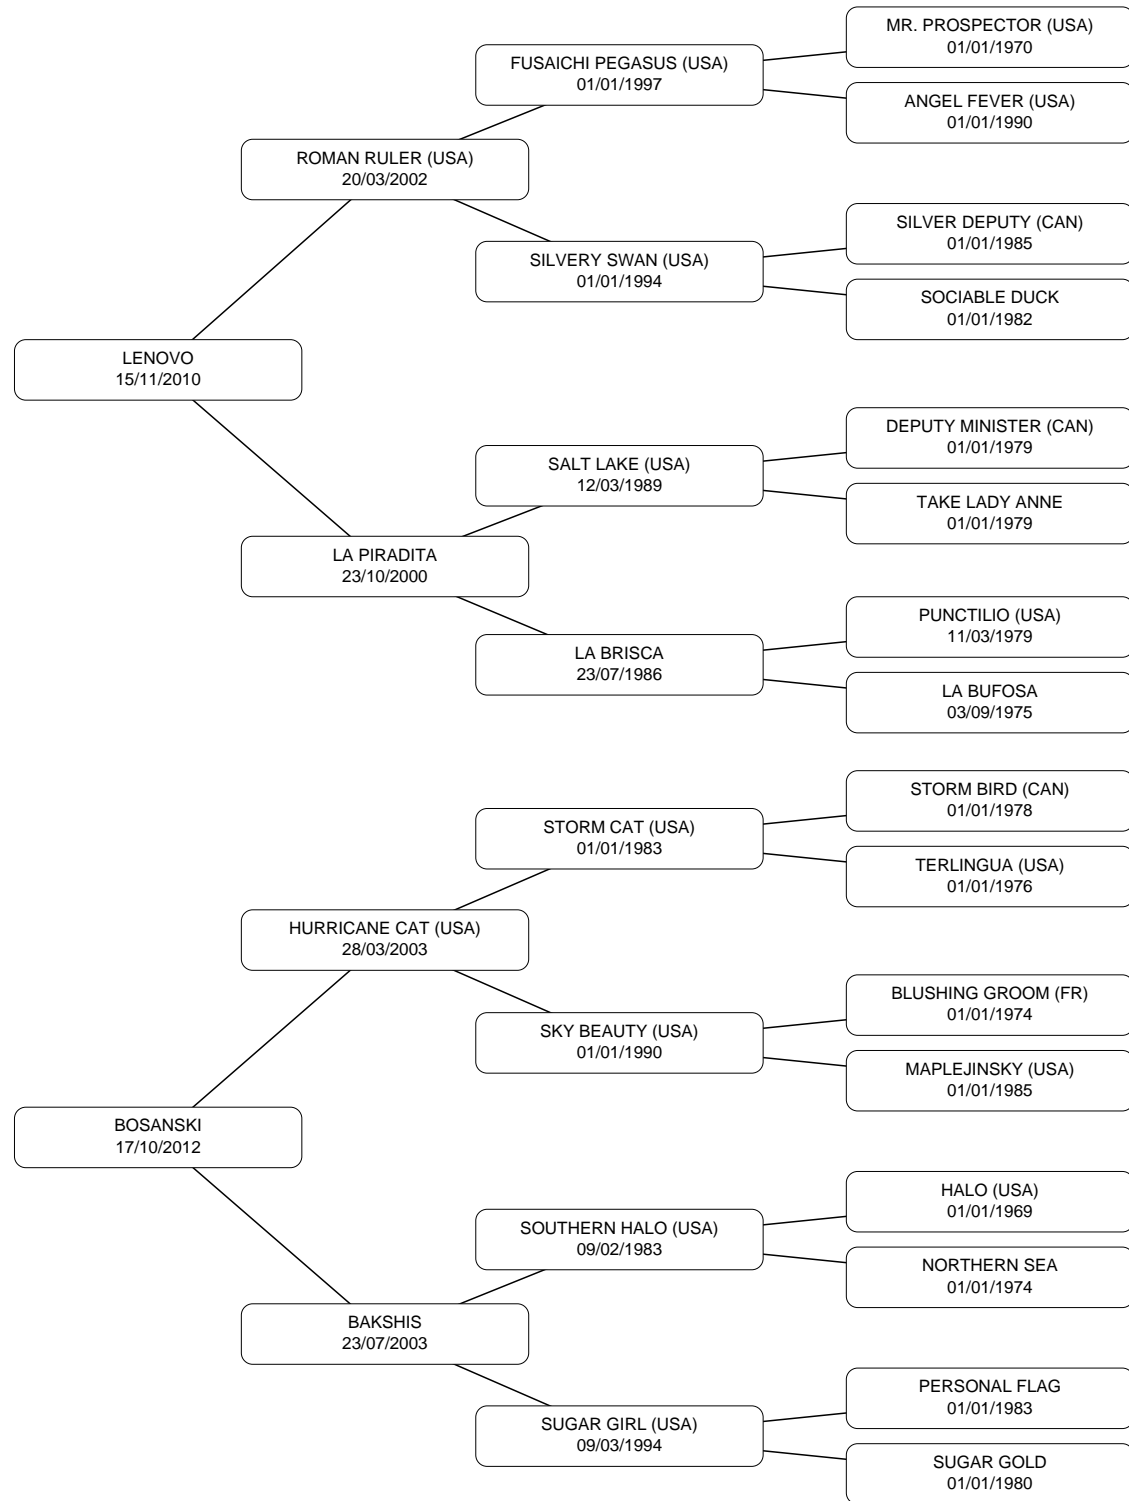 MR. PROSPECTOR (USA)
01/01/1970
FUSAICHI PEGASUS (USA)
01/01/1997
ANGEL FEVER (USA)
01/01/1990
ROMAN RULER (USA)
20/03/2002
SILVER DEPUTY (CAN)
01/01/1985
SILVERY SWAN (USA)
01/01/1994
SOCIABLE DUCK
01/01/1982
LENOVO
15/11/2010
DEPUTY MINISTER (CAN)
01/01/1979
SALT LAKE (USA)
12/03/1989
TAKE LADY ANNE
01/01/1979
LA PIRADITA
23/10/2000
PUNCTILIO (USA)
11/03/1979
LA BRISCA
23/07/1986
LA BUFOSA
03/09/1975
STORM BIRD (CAN)
01/01/1978
STORM CAT (USA)
01/01/1983
TERLINGUA (USA)
01/01/1976
HURRICANE CAT (USA)
28/03/2003
BLUSHING GROOM (FR)
01/01/1974
SKY BEAUTY (USA)
01/01/1990
MAPLEJINSKY (USA)
01/01/1985
BOSANSKI
17/10/2012
HALO (USA)
01/01/1969
SOUTHERN HALO (USA)
09/02/1983
NORTHERN SEA
01/01/1974
BAKSHIS
23/07/2003
PERSONAL FLAG
01/01/1983
SUGAR GIRL (USA)
09/03/1994
SUGAR GOLD
01/01/1980